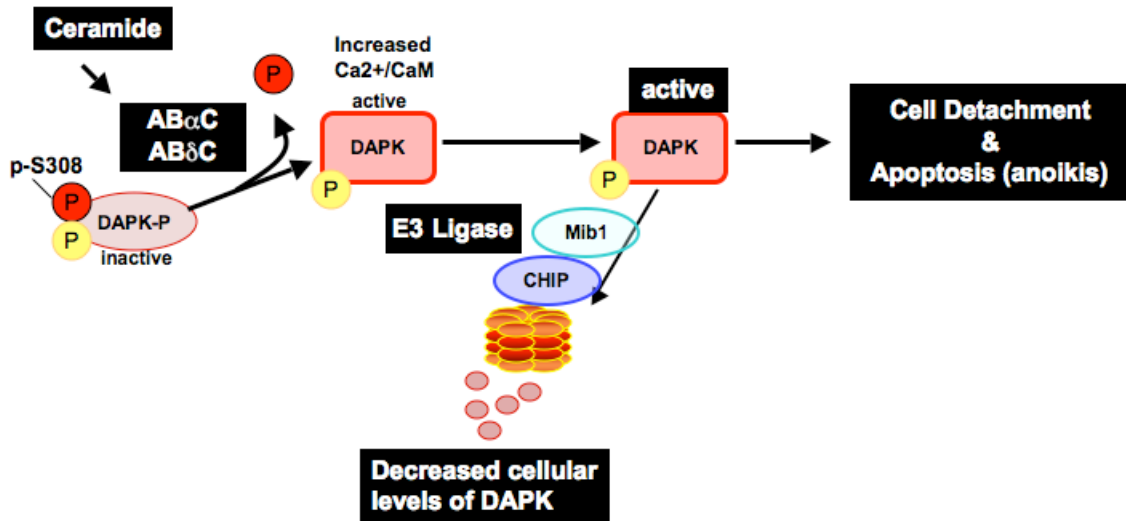 Ceramide
P
Increased
Ca2+/CaM
active
active
ABαC
ABδC
Cell Detachment
&
Apoptosis (anoikis)
DAPK
DAPK
p-S308
P
P
P
DAPK-P
P
inactive
E3 Ligase
Mib1
CHIP
Decreased cellular
levels of DAPK